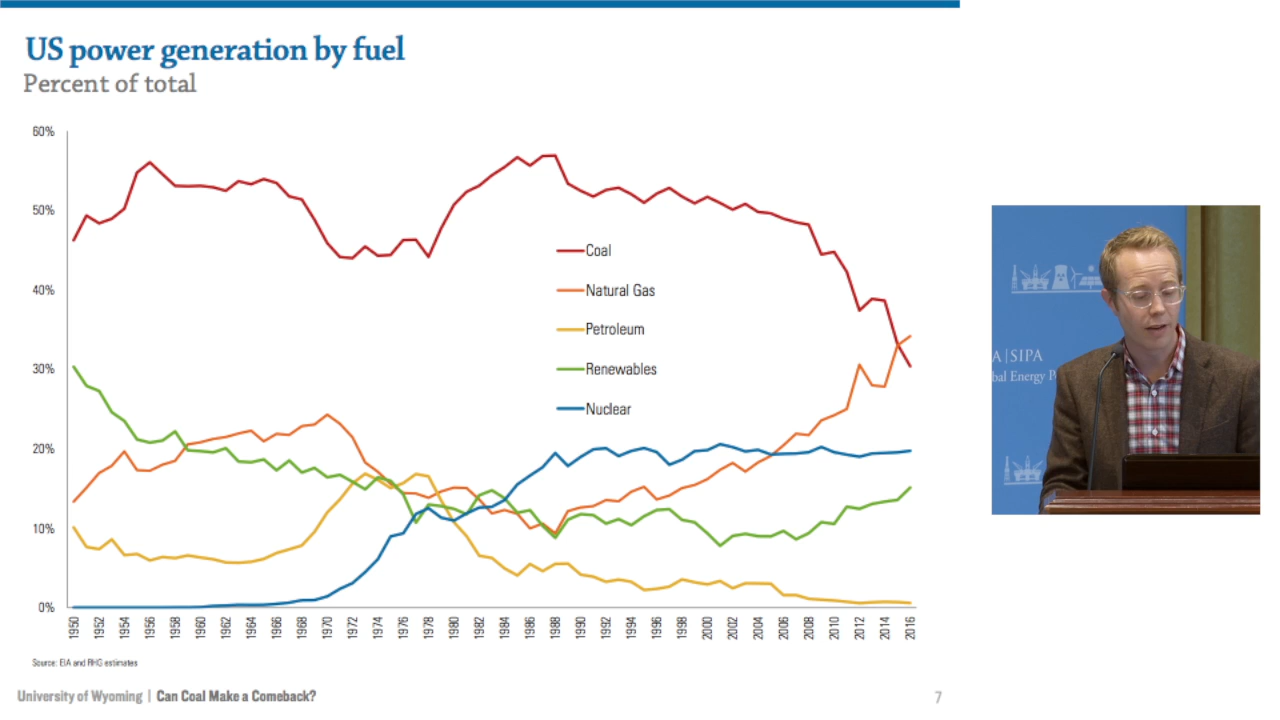 US power generation by fuel
Percent of total
60%
50%
40%
30%
20%
10%
0%
Coal
Natural Gas
Petroleum
Renewables
Nuclear
1950 1952 1954 1956 1958 1960 1962 1964 1966 1968 1970 1972 1974 1976 1978 1980 1982 1984 1986 1988 1990 1992 1994 1996 1998 2000 2002 2004 2006 2008 2010 2012 2014 2016
Source: EIA and RHG estimates
University of Wyoming | Can Coal Make a Comeback?
7
A | SIPA
bal Energy P